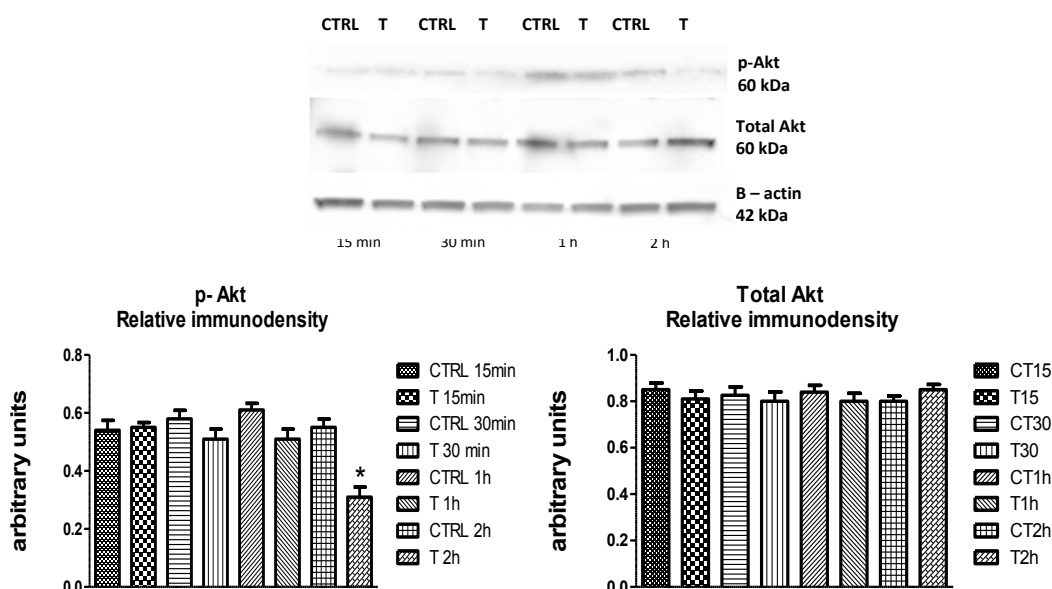 CTRL T CTRL T CTRL T CTRL T
p-Akt
60 kDa
Total Akt
60 kDa
B – actin
42 kDa
15 min 30 min 1 h 2 h
p- Akt
Relative immunodensity
0.8
0.6
0.4
0.2
0.0
arbitrary units
*
CTRL 15min
T 15min
CTRL 30min
T 30 min
CTRL 1h
T 1h
CTRL 2h
T 2h
Total Akt
Relative immunodensity
1.0
0.8
0.6
0.4
0.2
0.0
arbitrary units
CT15
T15
CT30
T30
CT1h
T1h
CT2h
T2h